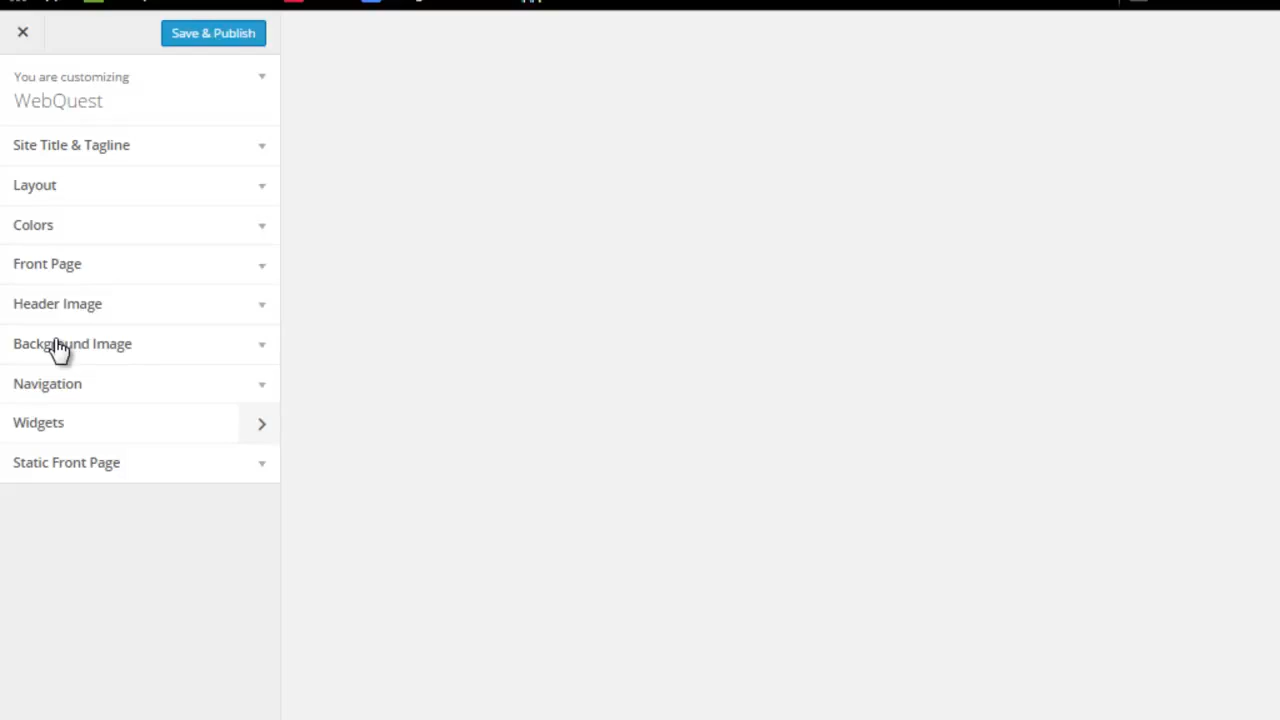 Save & Publish
You are customizing
WebQuest
Site Title & Tagline
Layout
Colors
Front Page
Header Image
Background Image
Navigation
Widgets
Static Front Page